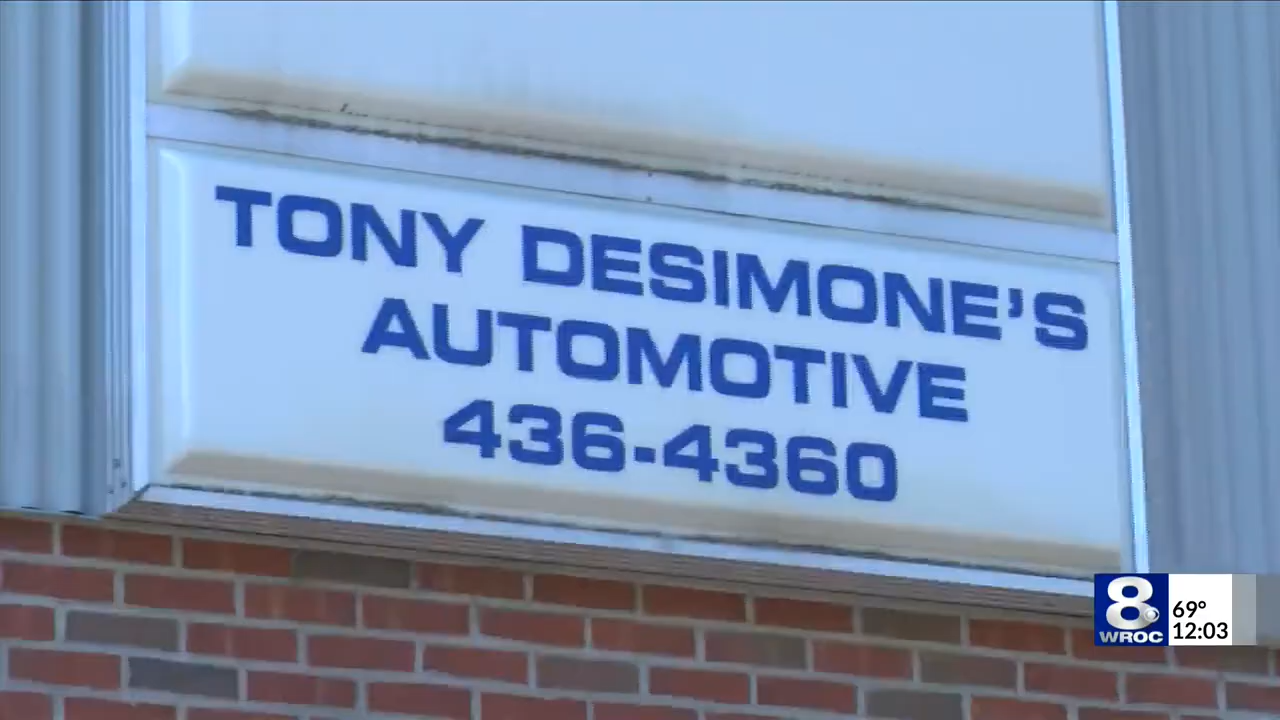 TONY DESIMONE'S
AUTOMOTIVE
436-4360
8
WROC
69°
12:03